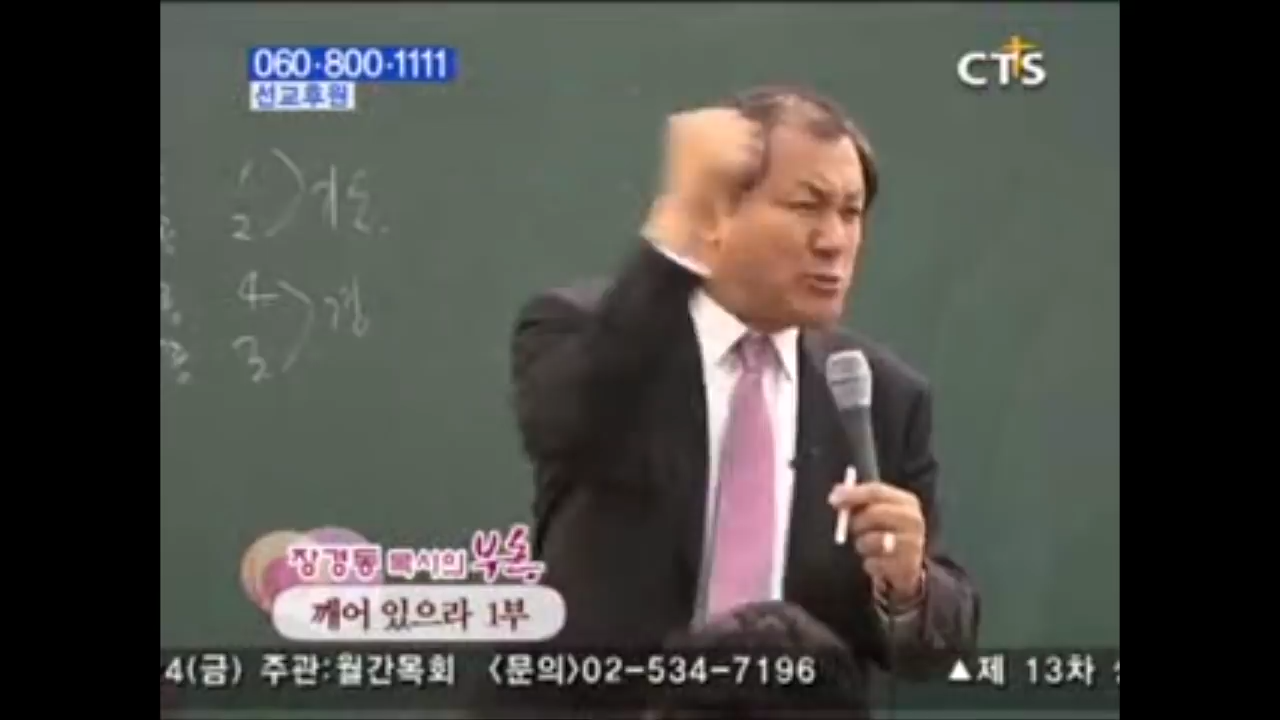 060·800·1111
선교후원
CTS
2 기도.
4
3
장경동 목사의 부흥
깨어 있으라 1부
4(금) 주관:월간목회 〈문의〉02-534-7196 ▲제 13차